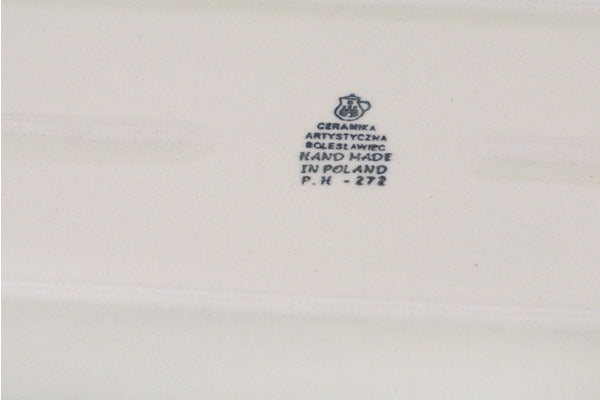 CERAMIKA
ARTYSTYCZNA
BOLESŁAWIEC
HAND MADE
IN POLAND
P.H - 272